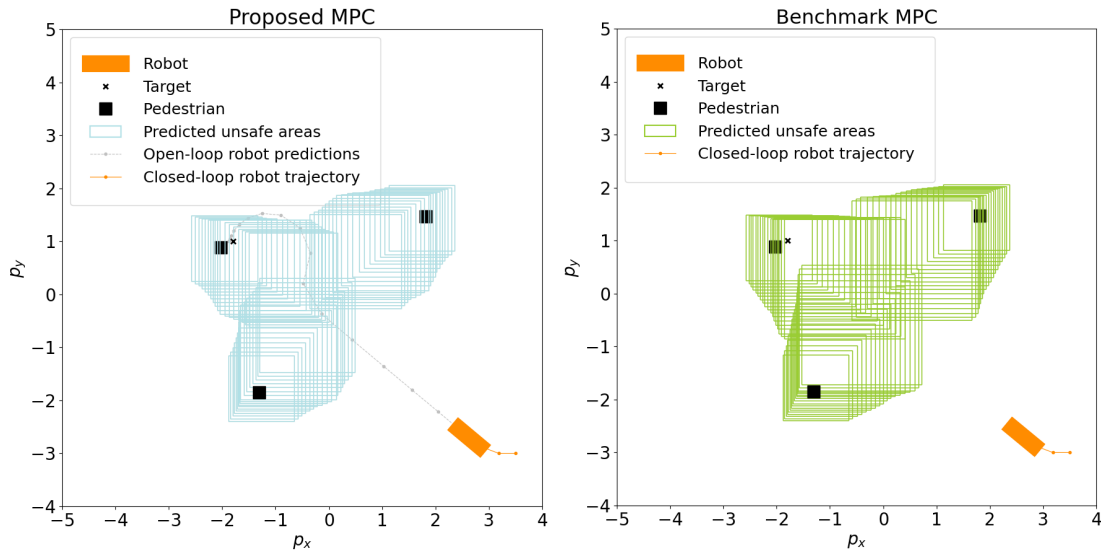 Proposed MPC
5
4
3
2
1
0
−1
−2
−3
−4
p_y
Robot
Target
Pedestrian
Predicted unsafe areas
Open-loop robot predictions
Closed-loop robot trajectory
−5 −4 −3 −2 −1 0 1 2 3 4
p_x
Benchmark MPC
5
4
3
2
1
0
−1
−2
−3
−4
p_y
Robot
Target
Pedestrian
Predicted unsafe areas
Closed-loop robot trajectory
−5 −4 −3 −2 −1 0 1 2 3 4
p_x